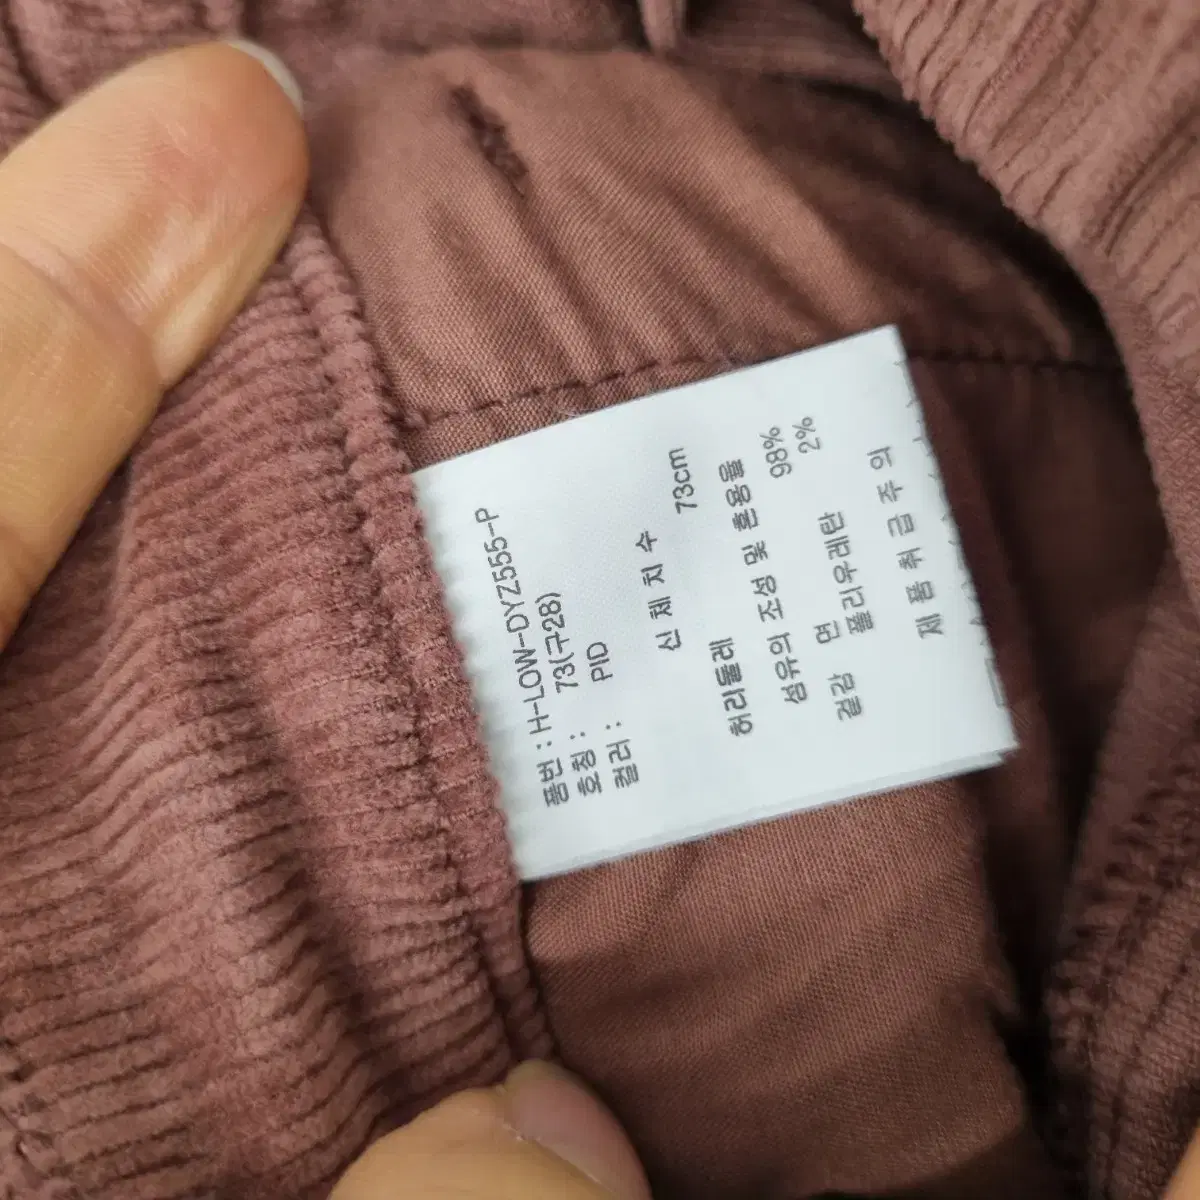 품번 : H-LOW-DYZ555-P
호칭 : 73(구28)
컬러 : PID
신 체 치 수
허리둘레 73cm
섬유의 조성 및 혼용율
겉감 면 98%
폴리우레탄 2%
제 품 취 급 주 의